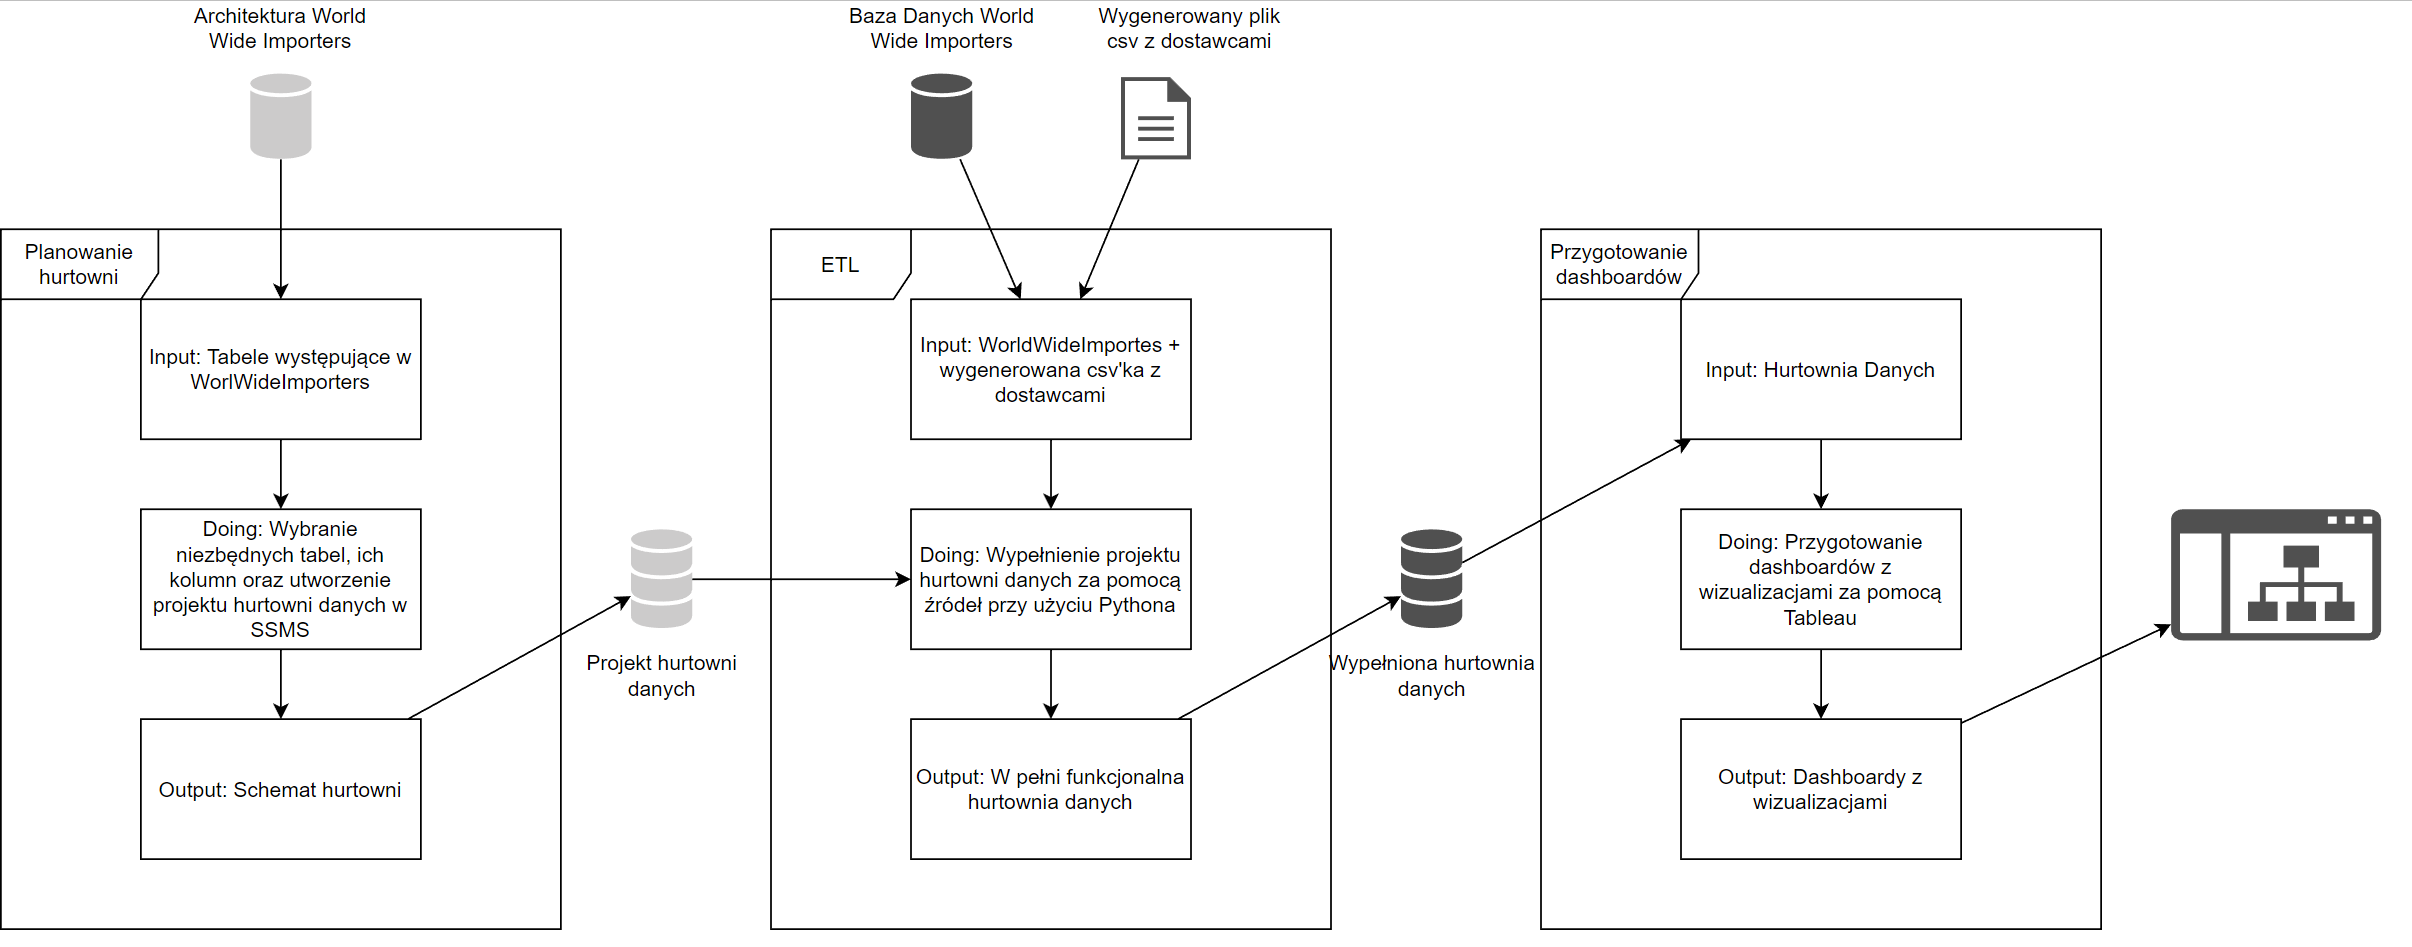 Architektura World
Wide Importers
Baza Danych World
Wide Importers
Wygenerowany plik
csv z dostawcami
Planowanie
hurtowni
Input: Tabele występujące w
WorlWideImporters
Doing: Wybranie
niezbędnych tabel, ich
kolumn oraz utworzenie
projektu hurtowni danych w
SSMS
Output: Schemat hurtowni
Projekt hurtowni
danych
ETL
Input: WorldWideImportes +
wygenerowana csv'ka z
dostawcami
Doing: Wypełnienie projektu
hurtowni danych za pomocą
źródeł przy użyciu Pythona
Output: W pełni funkcjonalna
hurtownia danych
Wypełniona hurtownia
danych
Przygotowanie
dashboardów
Input: Hurtownia Danych
Doing: Przygotowanie
dashboardów z
wizualizacjami za pomocą
Tableau
Output: Dashboardy z
wizualizacjami